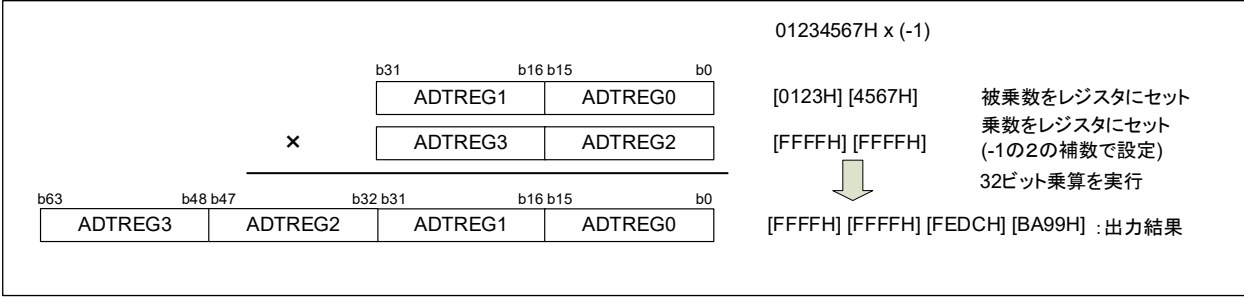 01234567H x (-1)
b31 b16 b15 b0
ADTREG1 ADTREG0 [0123H] [4567H] 被乗数をレジスタにセット
× ADTREG3 ADTREG2 [FFFFH] [FFFFH] 乗数をレジスタにセット
(-1の2の補数で設定)
32ビット乗算を実行
b63 b48 b47 b32 b31 b16 b15 b0
ADTREG3 ADTREG2 ADTREG1 ADTREG0 [FFFFH] [FFFFH] [FEDCH] [BA99H] :出力結果